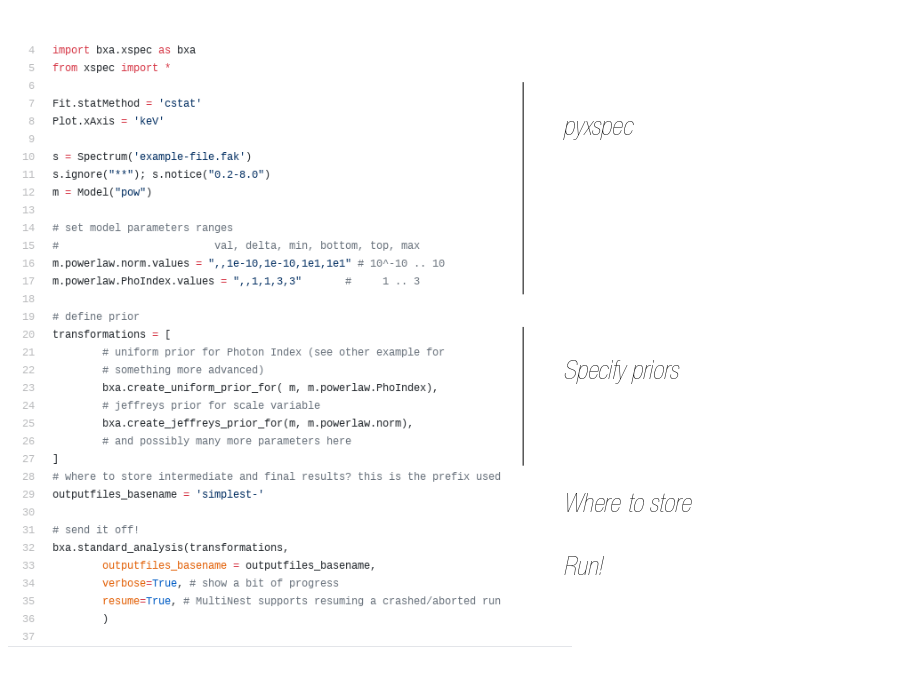 4 import bxa.xspec as bxa
5 from xspec import *
6
7 Fit.statMethod = 'cstat'
8 Plot.xAxis = 'keV'
9
10 s = Spectrum('example-file.fak')
11 s.ignore("**"); s.notice("0.2-8.0")
12 m = Model("pow")
13
14 # set model parameters ranges
15 #                         val, delta, min, bottom, top, max
16 m.powerlaw.norm.values = ",,1e-10,1e-10,1e1,1e1" # 10^-10 .. 10
17 m.powerlaw.PhoIndex.values = ",,1,1,3,3"       #     1 .. 3
18
19 # define prior
20 transformations = [
21         # uniform prior for Photon Index (see other example for
22         # something more advanced)
23         bxa.create_uniform_prior_for( m, m.powerlaw.PhoIndex),
24         # jeffreys prior for scale variable
25         bxa.create_jeffreys_prior_for(m, m.powerlaw.norm),
26         # and possibly many more parameters here
27 ]
28 # where to store intermediate and final results? this is the prefix used
29 outputfiles_basename = 'simplest-'
30
31 # send it off!
32 bxa.standard_analysis(transformations,
33         outputfiles_basename = outputfiles_basename,
34         verbose=True, # show a bit of progress
35         resume=True, # MultiNest supports resuming a crashed/aborted run
36         )
37
pyxspec
Specify priors
Where to store
Run!